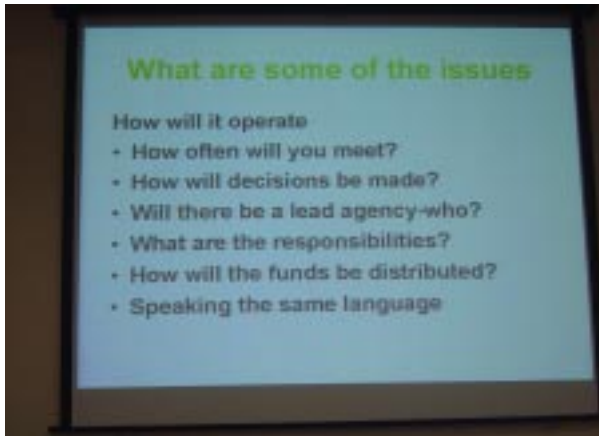 What are some of the issues
How will it operate
• How often will you meet?
• How will decisions be made?
• Will there be a lead agency-who?
• What are the responsibilities?
• How will the funds be distributed?
• Speaking the same language